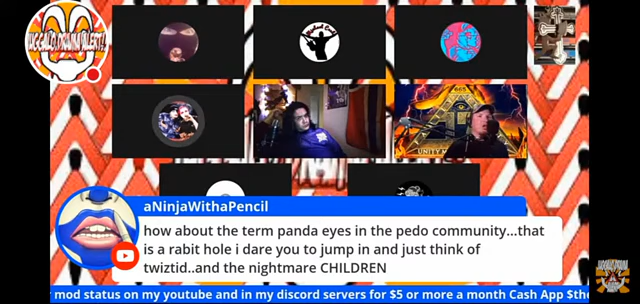 JUGGALO DRAMA ALERT!
666
UNITY M
aNinjaWithaPencil
how about the term panda eyes in the pedo community...that
is a rabit hole i dare you to jump in and just think of
twiztid..and the nightmare CHILDREN
mod status on my youtube and in my discord servers for $5 or more a month Cash App $the